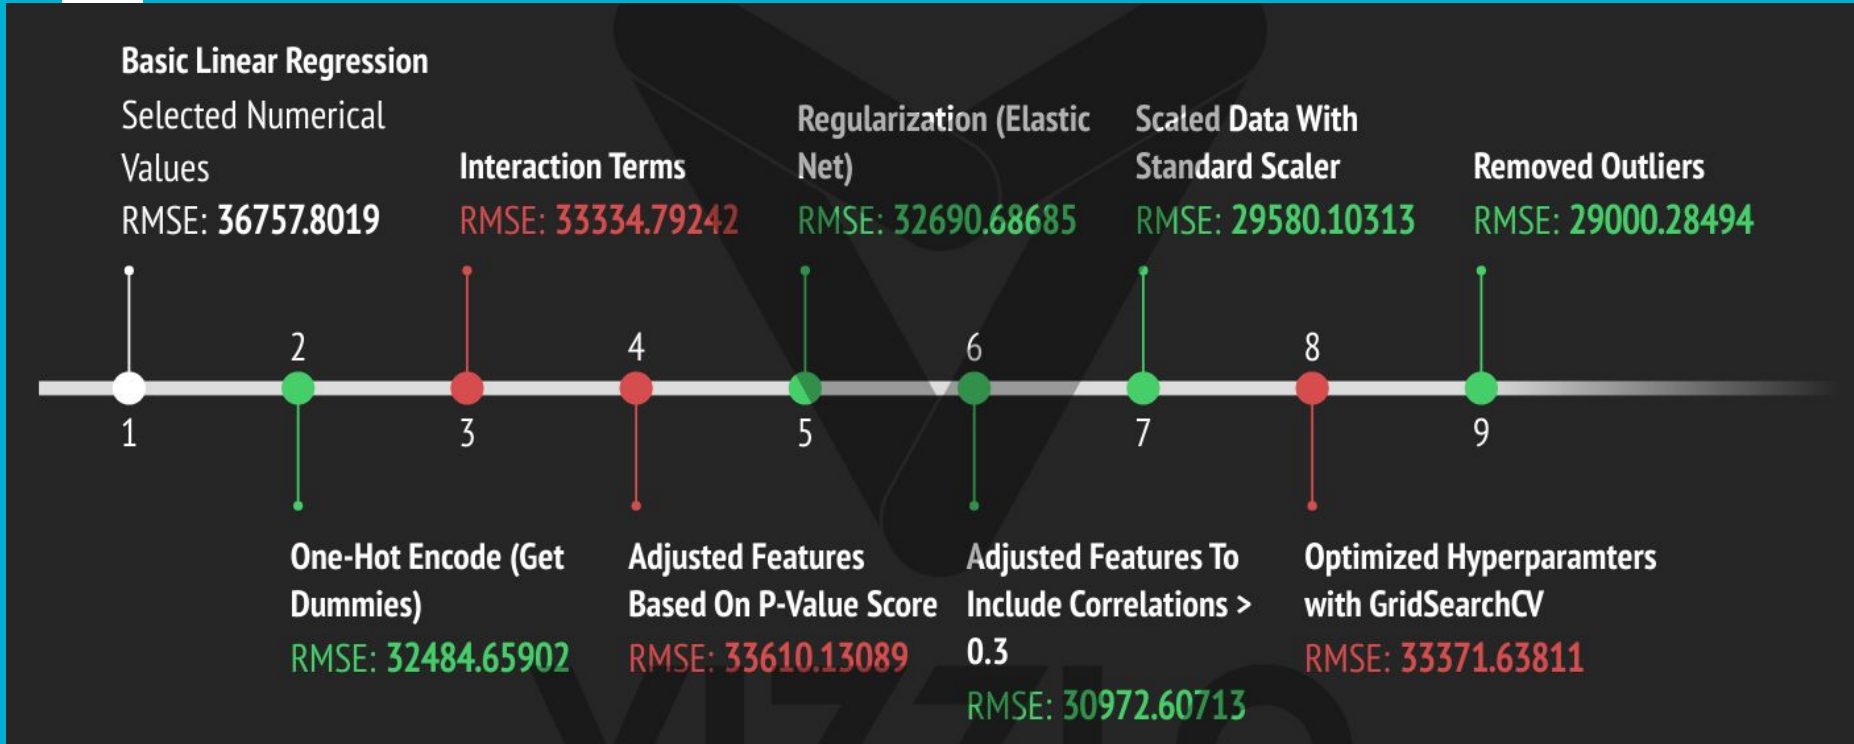 Basic Linear Regression
Selected Numerical
Values
RMSE: 36757.8019
1
2
One-Hot Encode (Get
Dummies)
RMSE: 32484.65902
Interaction Terms
RMSE: 33334.79242
3
4
Adjusted Features
Based On P-Value Score
RMSE: 33610.13089
Regularization (Elastic
Net)
RMSE: 32690.68685
5
6
Adjusted Features To
Include Correlations >
0.3
RMSE: 30972.60713
Scaled Data With
Standard Scaler
RMSE: 29580.10313
7
8
Optimized Hyperparamters
with GridSearchCV
RMSE: 33371.63811
Removed Outliers
RMSE: 29000.28494
9
VIZZLO